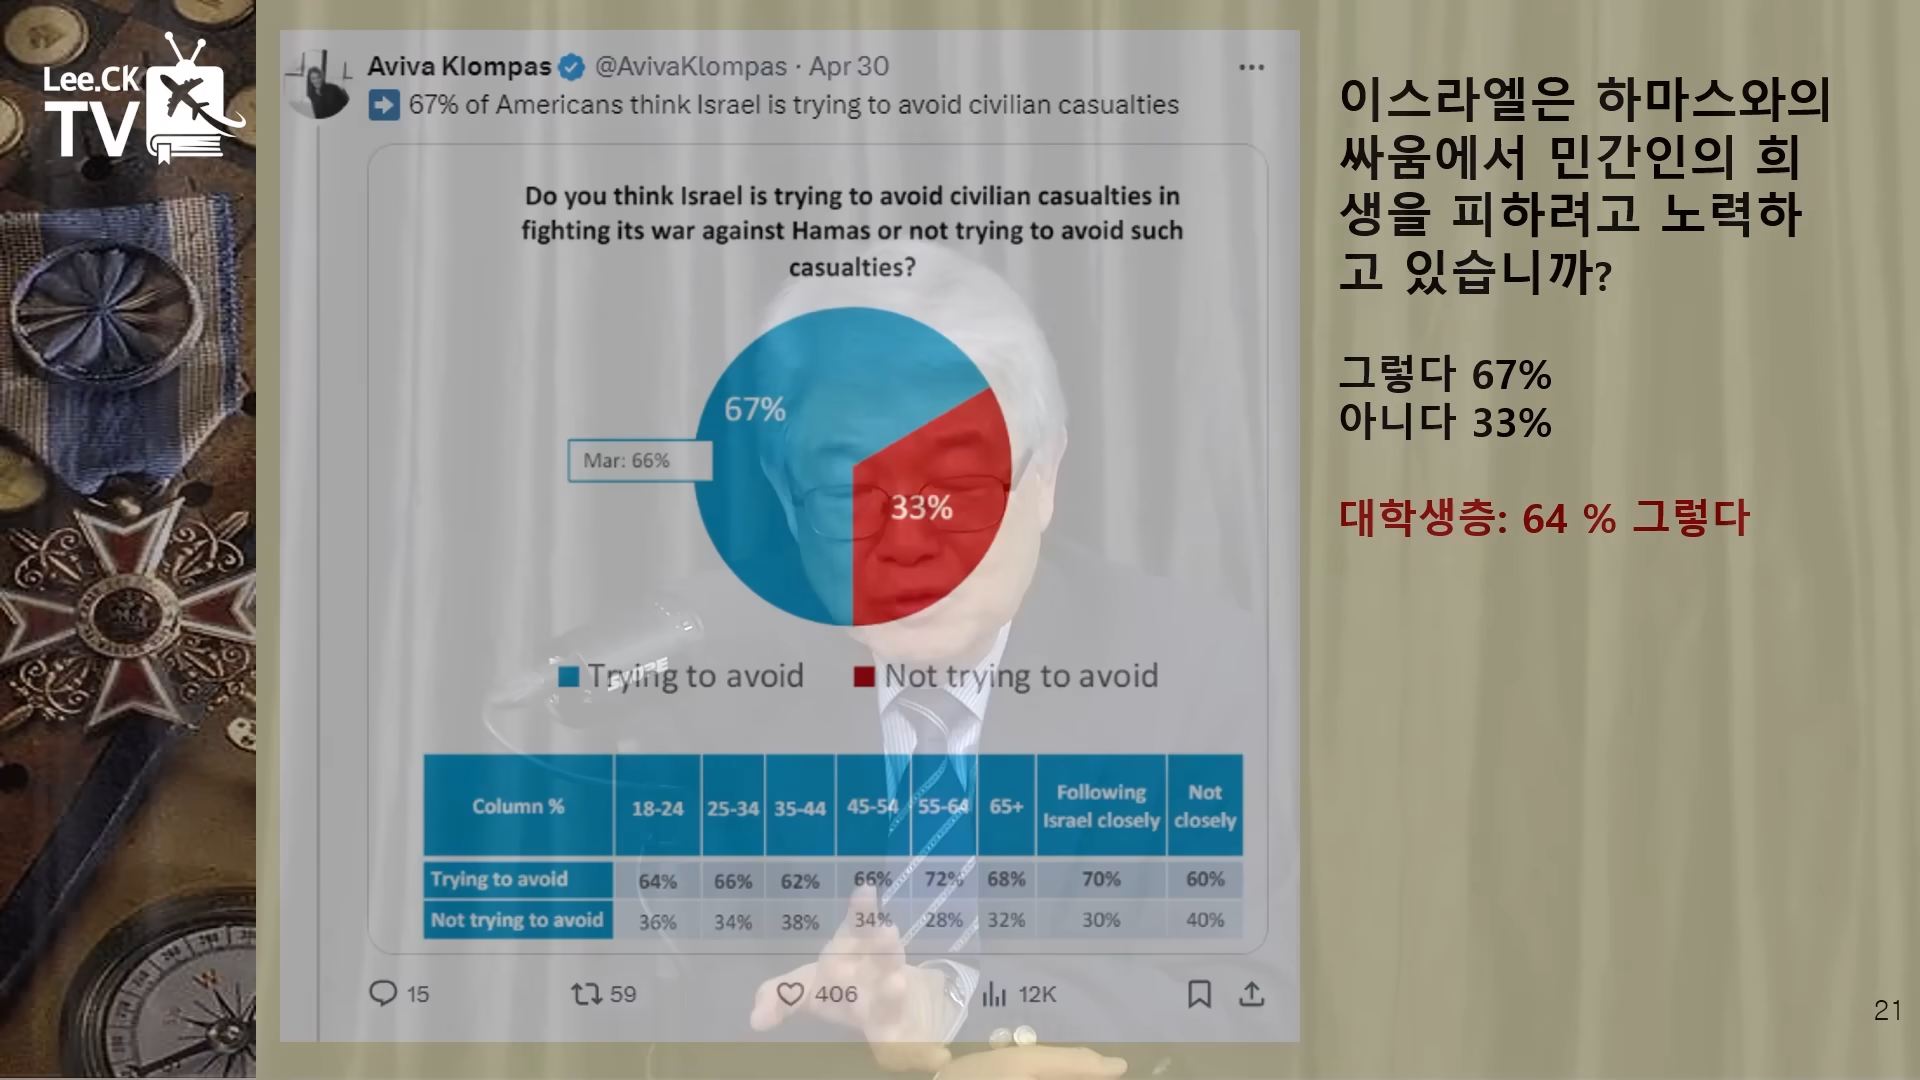 Lee.CK
TV
Aviva Klompas @AvivaKlompas · Apr 30
67% of Americans think Israel is trying to avoid civilian casualties
Do you think Israel is trying to avoid civilian casualties in
fighting its war against Hamas or not trying to avoid such
casualties?
67%
Mar: 66%
33%
Trying to avoid Not trying to avoid
Column % 18-24 25-34 35-44 45-54 55-64 65+ Following Israel closely Not closely
Trying to avoid 64% 66% 62% 66% 72% 68% 70% 60%
Not trying to avoid 36% 34% 38% 34% 28% 32% 30% 40%
15 59 406 12K
이스라엘은 하마스와의
싸움에서 민간인의 희
생을 피하려고 노력하
고 있습니까?
그렇다 67%
아니다 33%
대학생층: 64 % 그렇다
21